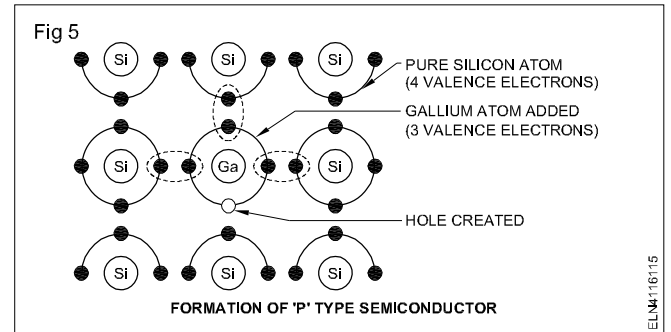 Fig 5
Si Si Si
PURE SILICON ATOM
(4 VALENCE ELECTRONS)
GALLIUM ATOM ADDED
(3 VALENCE ELECTRONS)
Si Ga Si
HOLE CREATED
Si Si Si
FORMATION OF 'P' TYPE SEMICONDUCTOR
ELN4116115